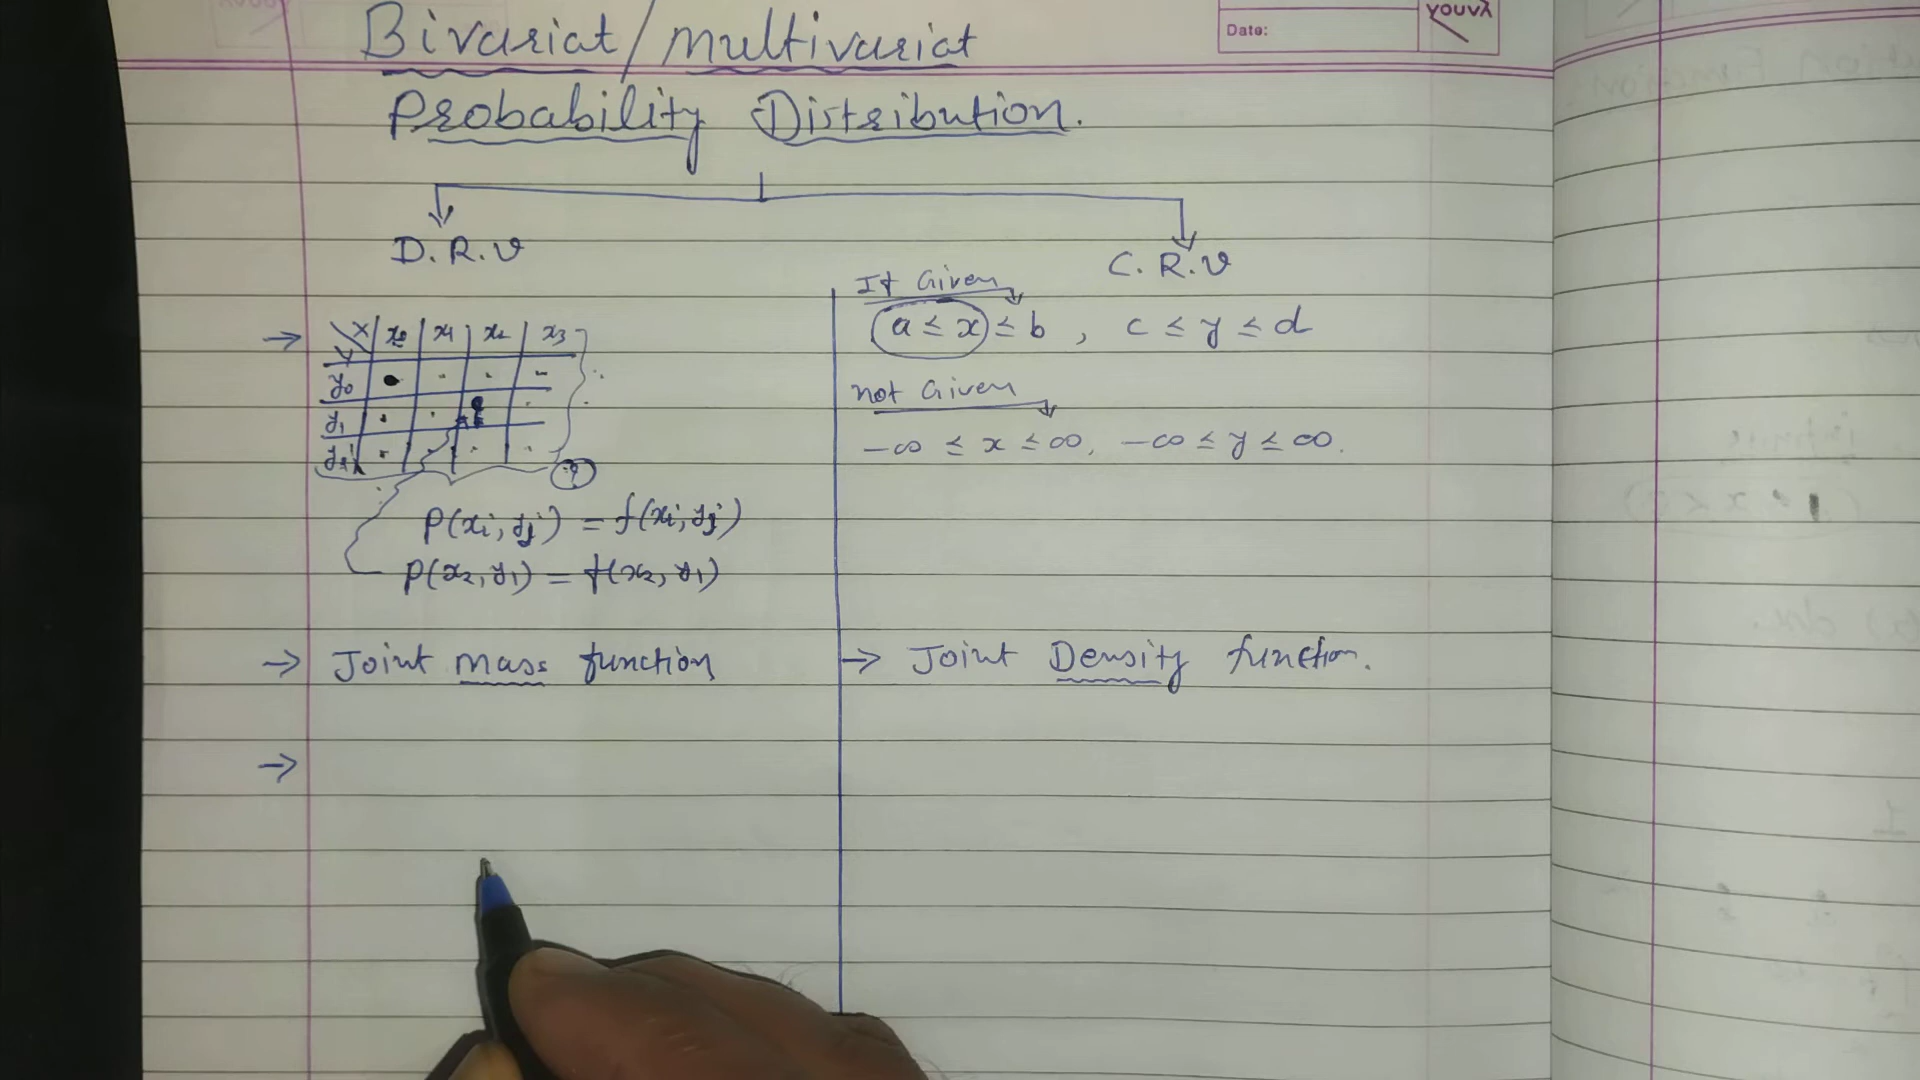 Bivariat/multivariat
Probability Distribution.
Date:
YOUVA
D.R.V
C.R.V
X x0 x1 x2 x3
Y
y0
y1
y2
P(xi, yj) = f(xi, yj)
P(x2, y1) = f(x2, y1)
→ Joint mass function
→
If Given
a ≤ x ≤ b , c ≤ y ≤ d
not Given
-∞ ≤ x ≤ ∞, -∞ ≤ y ≤ ∞.
→ Joint Density function.